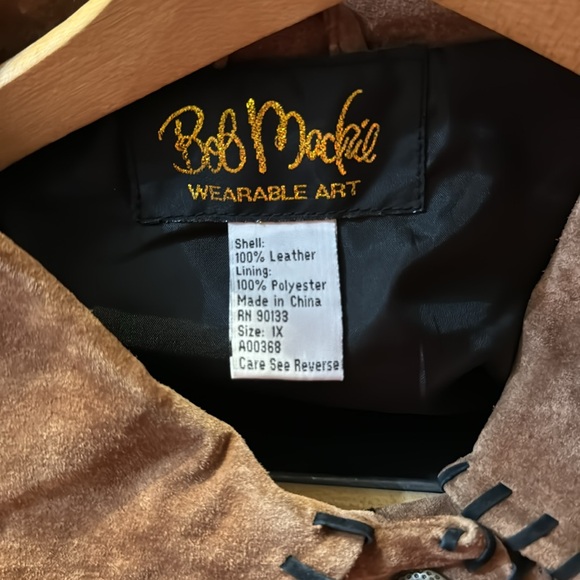 Bob Mackie
WEARABLE ART
Shell:
100% Leather
Lining:
100% Polyester
Made in China
RN 90133
Size: 1X
A00368
Care See Reverse